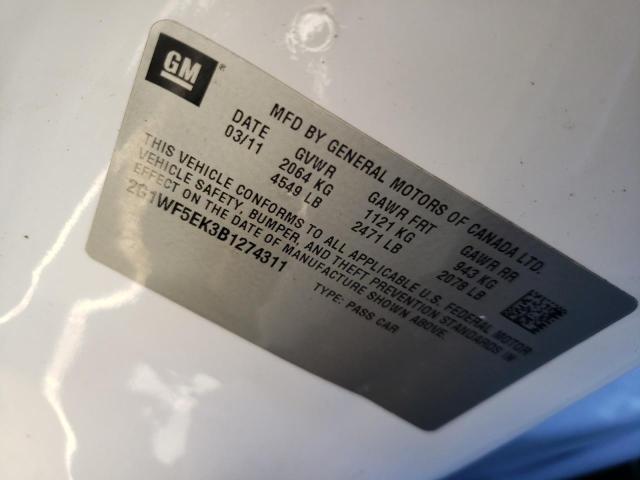 GM
MFD BY GENERAL MOTORS OF CANADA LTD.
DATE GVWR GAWR FRT GAWR RR
03/11 2064 KG 1121 KG 943 KG
4549 LB 2471 LB 2078 LB
THIS VEHICLE CONFORMS TO ALL APPLICABLE U.S. FEDERAL MOTOR
VEHICLE SAFETY, BUMPER, AND THEFT PREVENTION STANDARDS IN
EFFECT ON THE DATE OF MANUFACTURE SHOWN ABOVE.
2G1WF5EK3B1274311 TYPE: PASS CAR